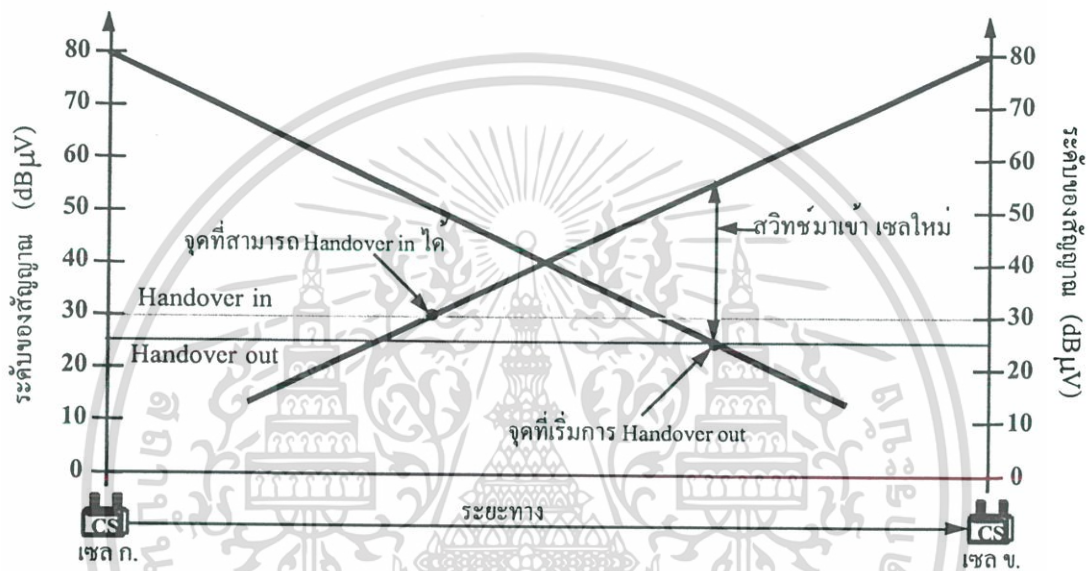 80
70
60
50
40
30
20
10
0
ระดับของสัญญาณ (dBµV)
จุดที่สามารถ Handover in ได้
Handover in
Handover out
สวิทช์มาเข้า เซลใหม่
จุดที่เริ่มการ Handover out
80
70
60
50
40
30
20
10
0
ระดับของสัญญาณ (dBµV)
ระยะทาง
CS
เซล ก.
CS
เซล ข.